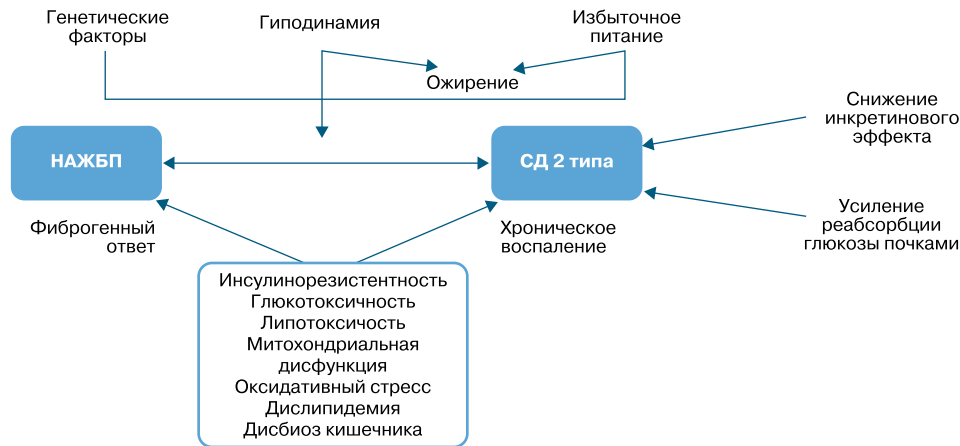 Генетические
факторы
Гиподинамия
Избыточное
питание
Ожирение
Снижение
инкретинового
эффекта
НАЖБП
СД 2 типа
Усиление
реабсорбции
глюкозы почками
Фиброгенный
ответ
Хроническое
воспаление
Инсулинорезистентность
Глюкотоксичность
Липотоксичость
Митохондриальная
дисфункция
Оксидативный стресс
Дислипидемия
Дисбиоз кишечника